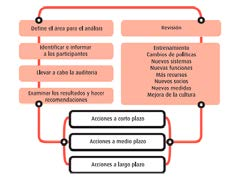 Define el área para el análisis
Identificar e informar
a los participantes
Llevar a cabo la auditoria
Examinar los resultados y hacer
recomendaciones
Revisión
Entrenamiento
Cambios de políticas
Nuevos sistemas
Nuevas funciones
Más recursos
Nuevos socios
Nuevas medidas
Mejora de la cultura
Acciones a corto plazo
Acciones a medio plazo
Acciones a largo plazo